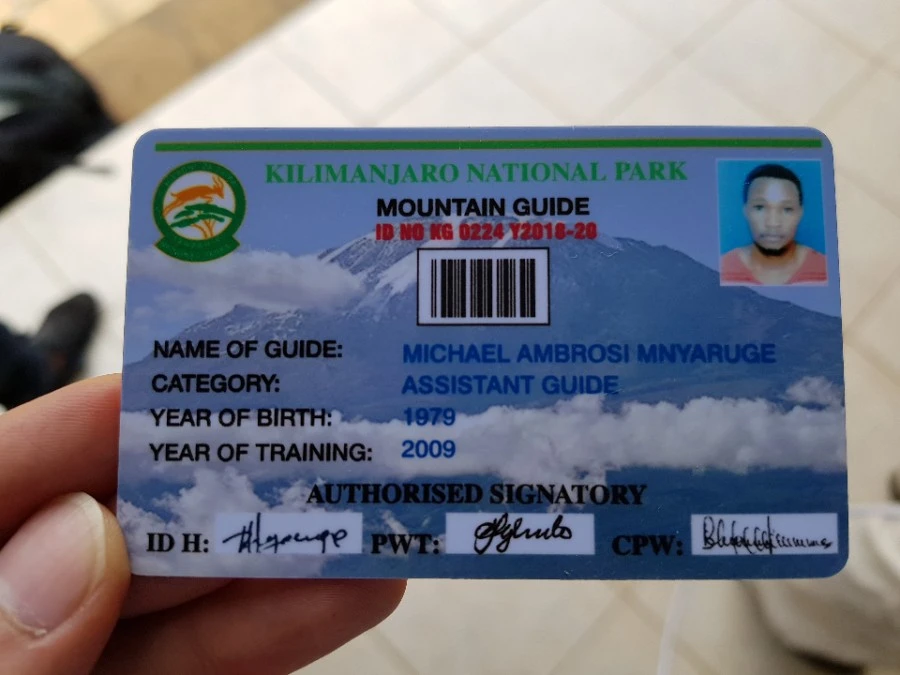 KILIMANJARO NATIONAL PARK
MOUNTAIN GUIDE
ID NO KG 0224 Y2018-20
NAME OF GUIDE: MICHAEL AMBROSI MNYARUGE
CATEGORY: ASSISTANT GUIDE
YEAR OF BIRTH: 1979
YEAR OF TRAINING: 2009
AUTHORISED SIGNATORY
ID H: PWT: CPW: